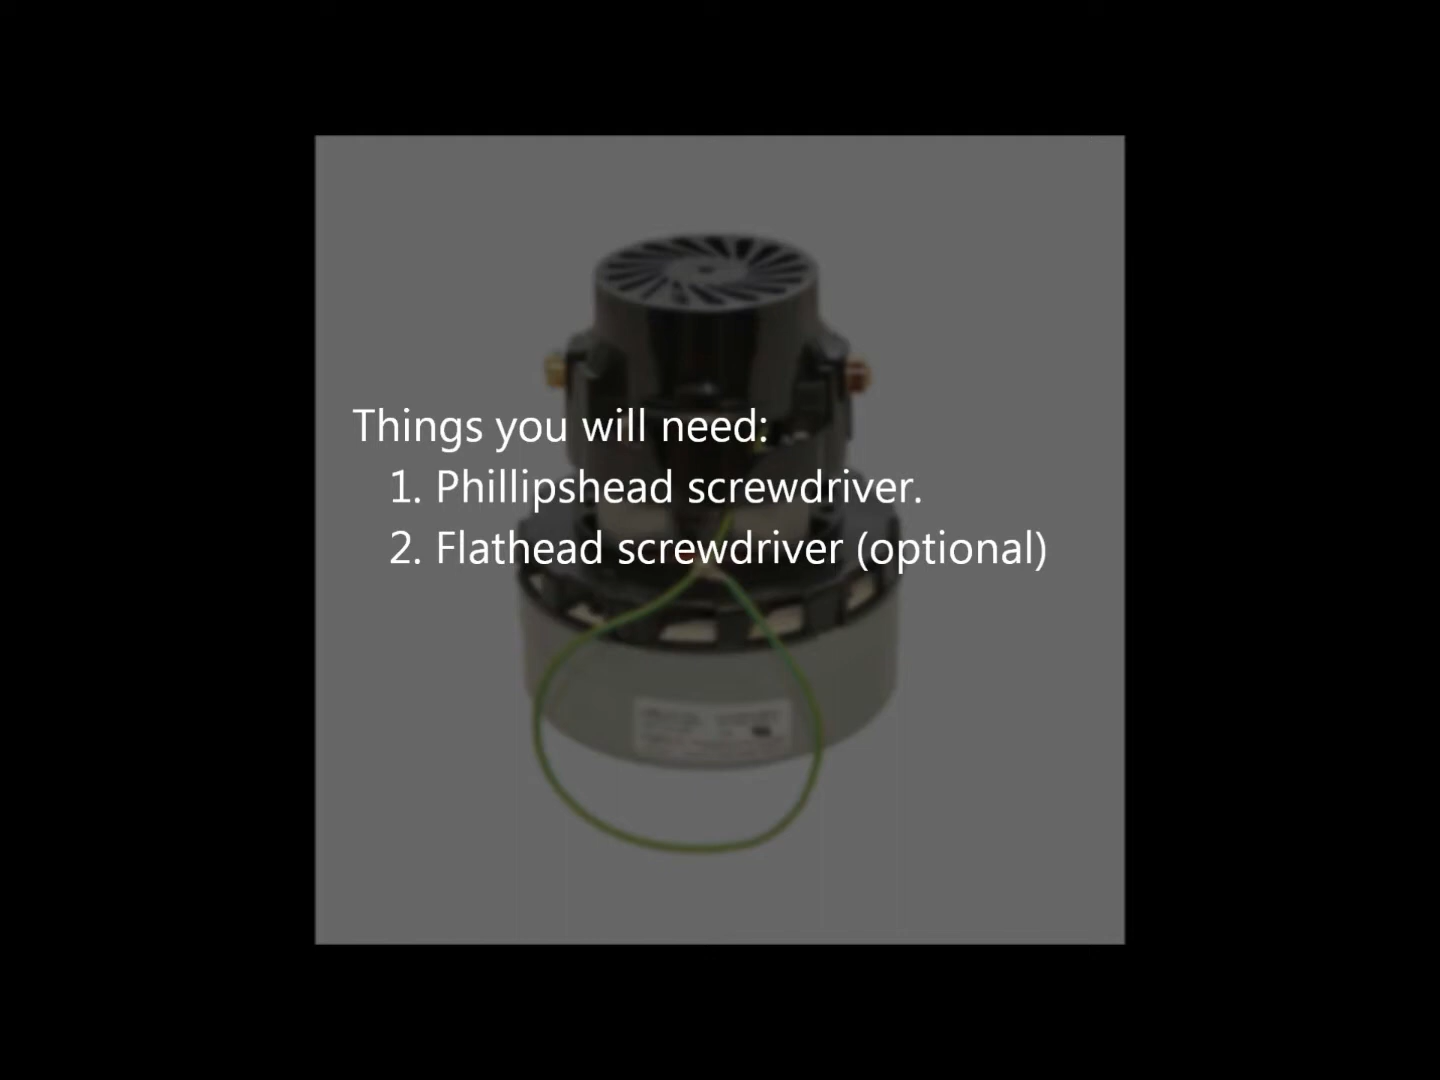 Things you will need:
1. Phillipshead screwdriver.
2. Flathead screwdriver (optional)